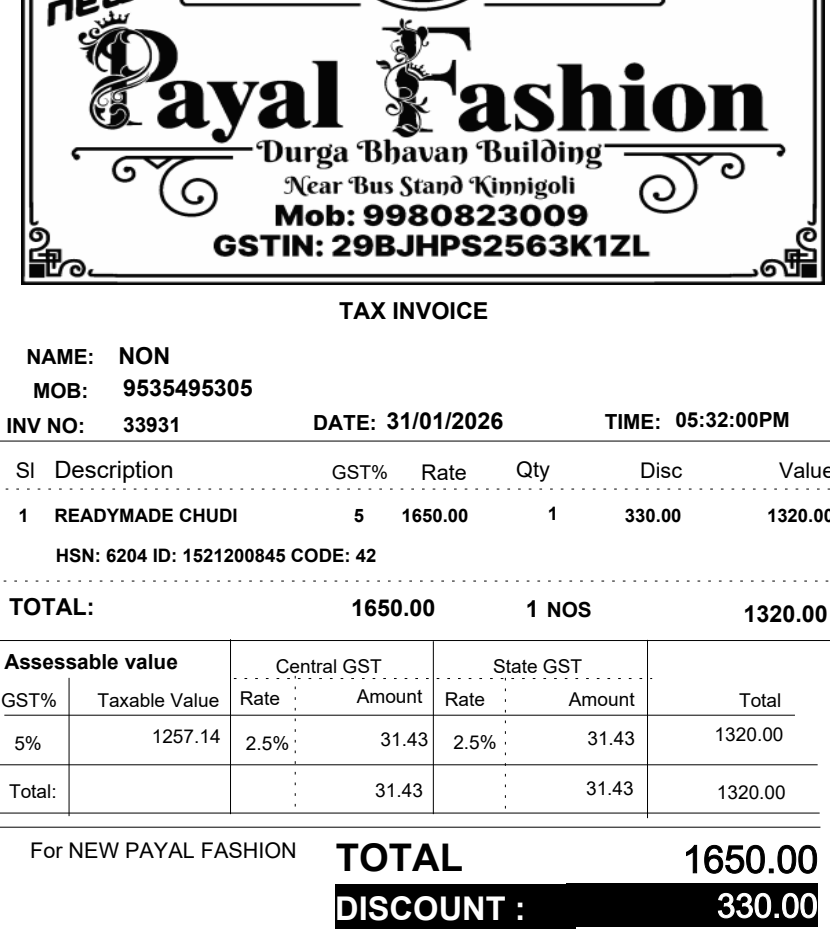 new
Payal Fashion
Durga Bhavan Building
Near Bus Stand Kinnigoli
Mob: 9980823009
GSTIN: 29BJHPS2563K1ZL
TAX INVOICE
NAME: NON
MOB: 9535495305
INV NO: 33931 DATE: 31/01/2026 TIME: 05:32:00PM
Sl Description GST% Rate Qty Disc Value
1 READYMADE CHUDI 5 1650.00 1 330.00 1320.00
HSN: 6204 ID: 1521200845 CODE: 42
TOTAL: 1650.00 1 NOS 1320.00
Assessable value Central GST State GST
GST% Taxable Value Rate Amount Rate Amount Total
5% 1257.14 2.5% 31.43 2.5% 31.43 1320.00
Total: 31.43 31.43 1320.00
For NEW PAYAL FASHION TOTAL 1650.00
DISCOUNT : 330.00